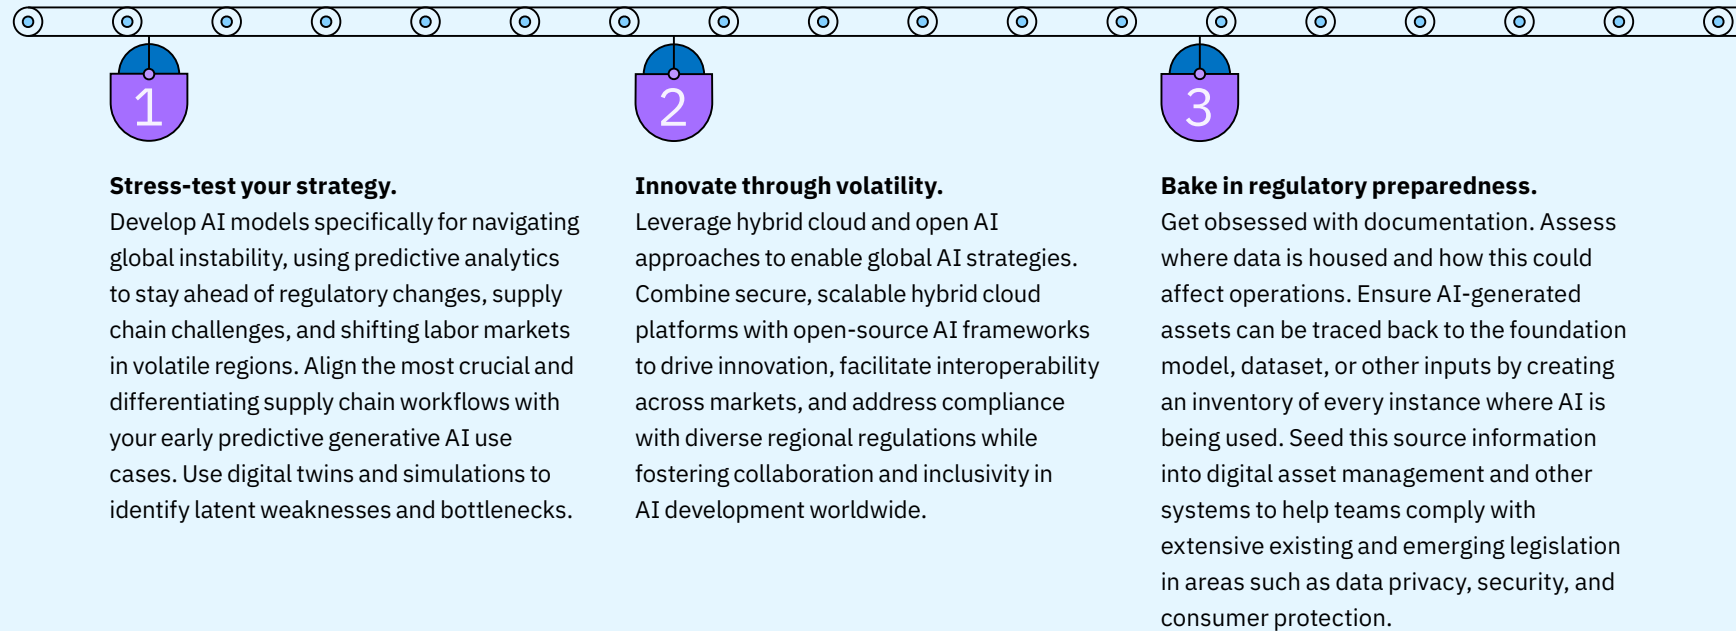 1
Stress-test your strategy.
Develop AI models specifically for navigating
global instability, using predictive analytics
to stay ahead of regulatory changes, supply
chain challenges, and shifting labor markets
in volatile regions. Align the most crucial and
differentiating supply chain workflows with
your early predictive generative AI use
cases. Use digital twins and simulations to
identify latent weaknesses and bottlenecks.
2
Innovate through volatility.
Leverage hybrid cloud and open AI
approaches to enable global AI strategies.
Combine secure, scalable hybrid cloud
platforms with open-source AI frameworks
to drive innovation, facilitate interoperability
across markets, and address compliance
with diverse regional regulations while
fostering collaboration and inclusivity in
AI development worldwide.
3
Bake in regulatory preparedness.
Get obsessed with documentation. Assess
where data is housed and how this could
affect operations. Ensure AI-generated
assets can be traced back to the foundation
model, dataset, or other inputs by creating
an inventory of every instance where AI is
being used. Seed this source information
into digital asset management and other
systems to help teams comply with
extensive existing and emerging legislation
in areas such as data privacy, security, and
consumer protection.